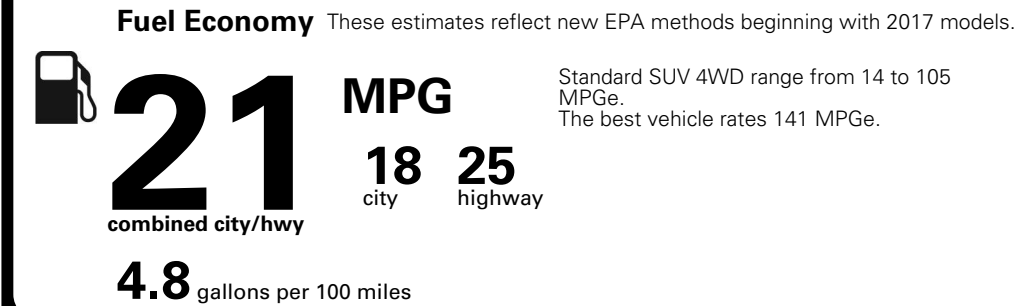 Fuel Economy These estimates reflect new EPA methods beginning with 2017 models.
21 MPG
Standard SUV 4WD range from 14 to 105
MPGe.
The best vehicle rates 141 MPGe.
18 25
city highway
combined city/hwy
4.8 gallons per 100 miles